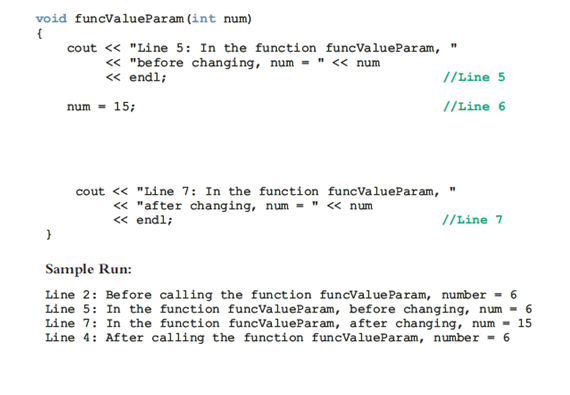 void funcValueParam(int num)
{
cout << "Line 5: In the function funcValueParam, "
<< "before changing, num = " << num
<< endl; //Line 5
num = 15; //Line 6
cout << "Line 7: In the function funcValueParam, "
<< "after changing, num = " << num
<< endl; //Line 7
}
Sample Run:
Line 2: Before calling the function funcValueParam, number = 6
Line 5: In the function funcValueParam, before changing, num = 6
Line 7: In the function funcValueParam, after changing, num = 15
Line 4: After calling the function funcValueParam, number = 6